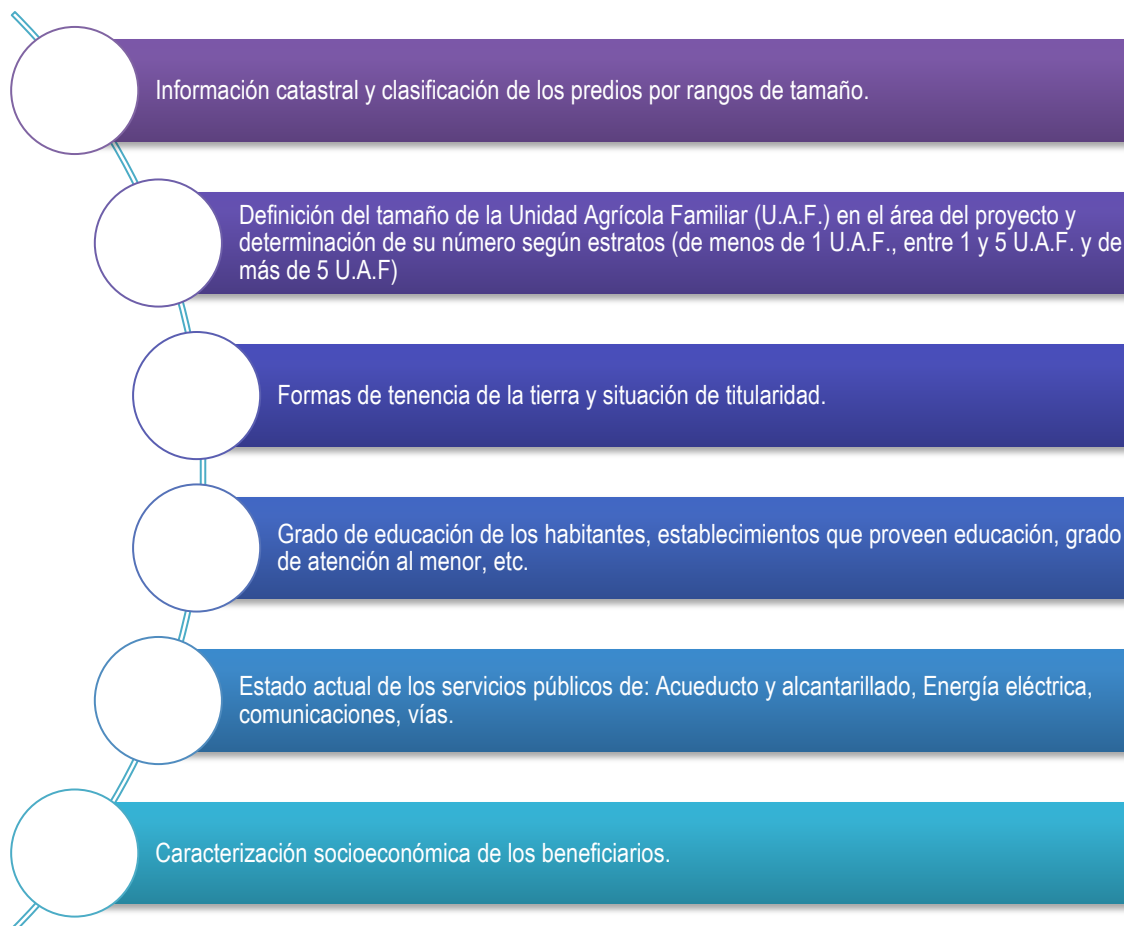 Información catastral y clasificación de los predios por rangos de tamaño.
Definición del tamaño de la Unidad Agrícola Familiar (U.A.F.) en el área del proyecto y
determinación de su número según estratos (de menos de 1 U.A.F., entre 1 y 5 U.A.F. y de
más de 5 U.A.F)
Formas de tenencia de la tierra y situación de titularidad.
Grado de educación de los habitantes, establecimientos que proveen educación, grado
de atención al menor, etc.
Estado actual de los servicios públicos de: Acueducto y alcantarillado, Energía eléctrica,
comunicaciones, vías.
Caracterización socioeconómica de los beneficiarios.